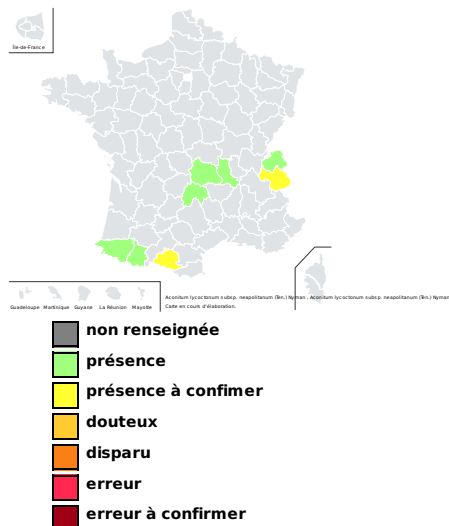 Île-de-France
Guadeloupe Martinique Guyane La Réunion Mayotte
Aconitum lycoctonum subsp. neapolitanum (Ten.) Nyman , Aconitum lycoctonum subsp. neapolitanum (Ten.) Nyman
Carte en cours d'élaboration.
non renseignée
présence
présence à confimer
douteux
disparu
erreur
erreur à confirmer